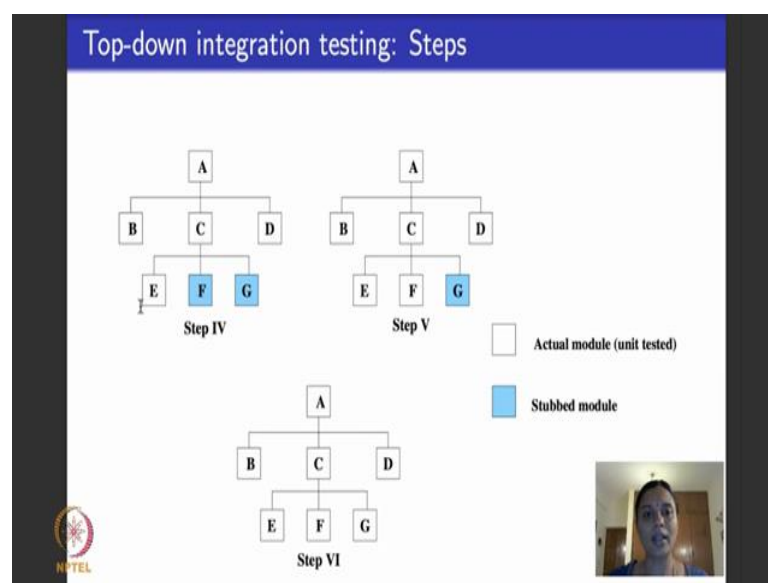 Top-down integration testing: Steps
A
B C D
E F G
Step IV
A
B C D
E F G
Step V
Actual module (unit tested)
Stubbed module
A
B C D
E F G
Step VI
NPTEL